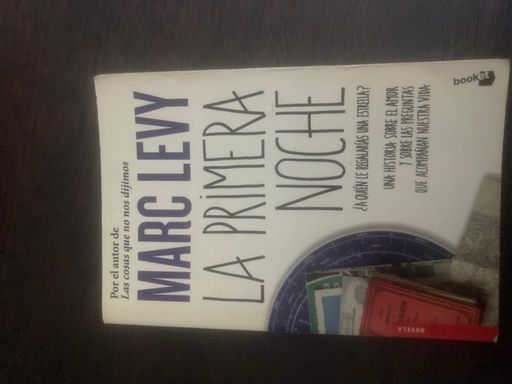 Por el autor de
Las cosas que no nos dijimos
MARC LEVY
LA PRIMERA
NOCHE
¿A QUIÉN LE REGALARÍAS UNA ESTRELLA?
UNA HISTORIA SOBRE EL AMOR
Y SOBRE LAS PREGUNTAS
QUE ACOMPAÑAN NUESTRA VIDA
booket
NOVELA